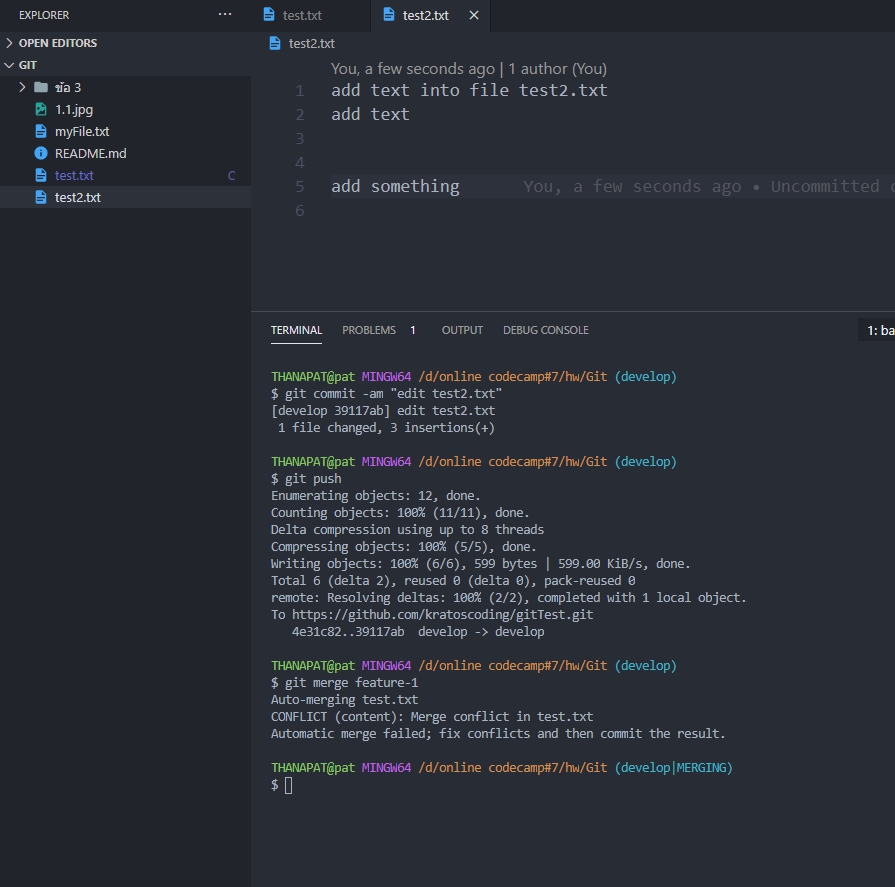 EXPLORER
OPEN EDITORS
GIT
ข้อ 3
1.1.jpg
myFile.txt
README.md
test.txt C
test2.txt
test.txt
test2.txt
test2.txt
You, a few seconds ago | 1 author (You)
1 add text into file test2.txt
2 add text
3
4
5 add something You, a few seconds ago • Uncommitted
6
TERMINAL PROBLEMS 1 OUTPUT DEBUG CONSOLE 1: ba
THANAPAT@pat MINGW64 /d/online codecamp#7/hw/Git (develop)
$ git commit -am "edit test2.txt"
[develop 39117ab] edit test2.txt
1 file changed, 3 insertions(+)
THANAPAT@pat MINGW64 /d/online codecamp#7/hw/Git (develop)
$ git push
Enumerating objects: 12, done.
Counting objects: 100% (11/11), done.
Delta compression using up to 8 threads
Compressing objects: 100% (5/5), done.
Writing objects: 100% (6/6), 599 bytes | 599.00 KiB/s, done.
Total 6 (delta 2), reused 0 (delta 0), pack-reused 0
remote: Resolving deltas: 100% (2/2), completed with 1 local object.
To https://github.com/kratoscoding/gitTest.git
4e31c82..39117ab develop -> develop
THANAPAT@pat MINGW64 /d/online codecamp#7/hw/Git (develop)
$ git merge feature-1
Auto-merging test.txt
CONFLICT (content): Merge conflict in test.txt
Automatic merge failed; fix conflicts and then commit the result.
THANAPAT@pat MINGW64 /d/online codecamp#7/hw/Git (develop|MERGING)
$